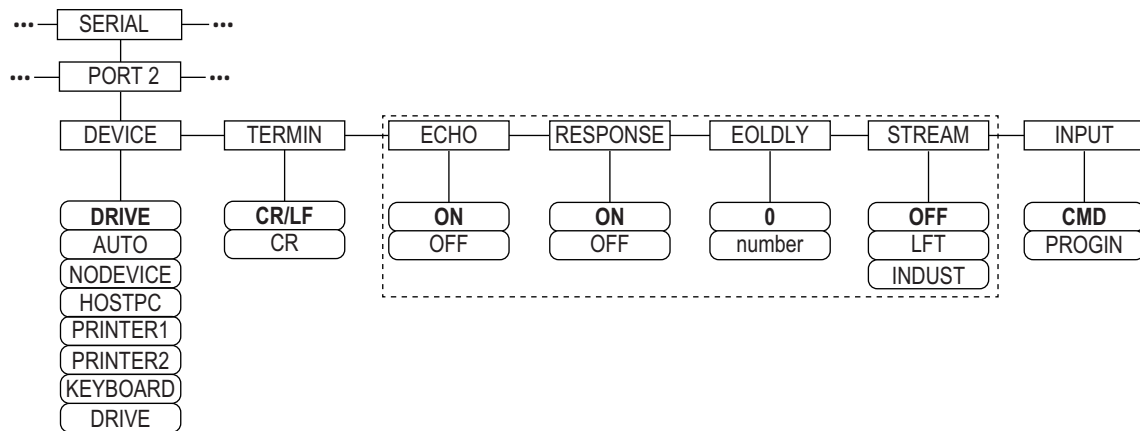 ••• SERIAL •••
••• PORT 2 •••
DEVICE TERMIN ECHO RESPONSE EOLDLY STREAM INPUT
DRIVE CR/LF ON ON 0 OFF CMD
AUTO CR OFF OFF number LFT PROGIN
NODEVICE INDUST
HOSTPC
PRINTER1
PRINTER2
KEYBOARD
DRIVE